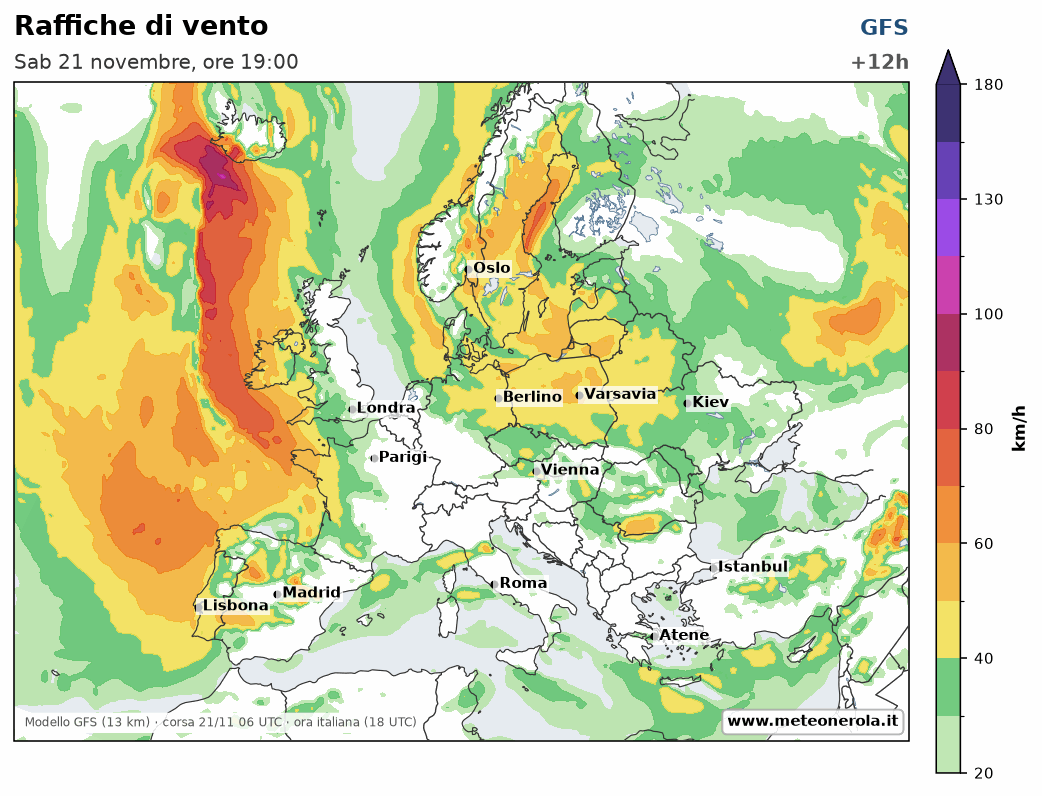 Raffiche di vento
GFS
Sab 21 novembre, ore 19:00
+12h
180
130
100
80
60
40
20
km/h
Oslo
Londra
Berlino
Varsavia
Kiev
Parigi
Vienna
Istanbul
Roma
Madrid
Lisbona
Atene
Modello GFS (13 km) · corsa 21/11 06 UTC · ora italiana (18 UTC)
www.meteonerola.it